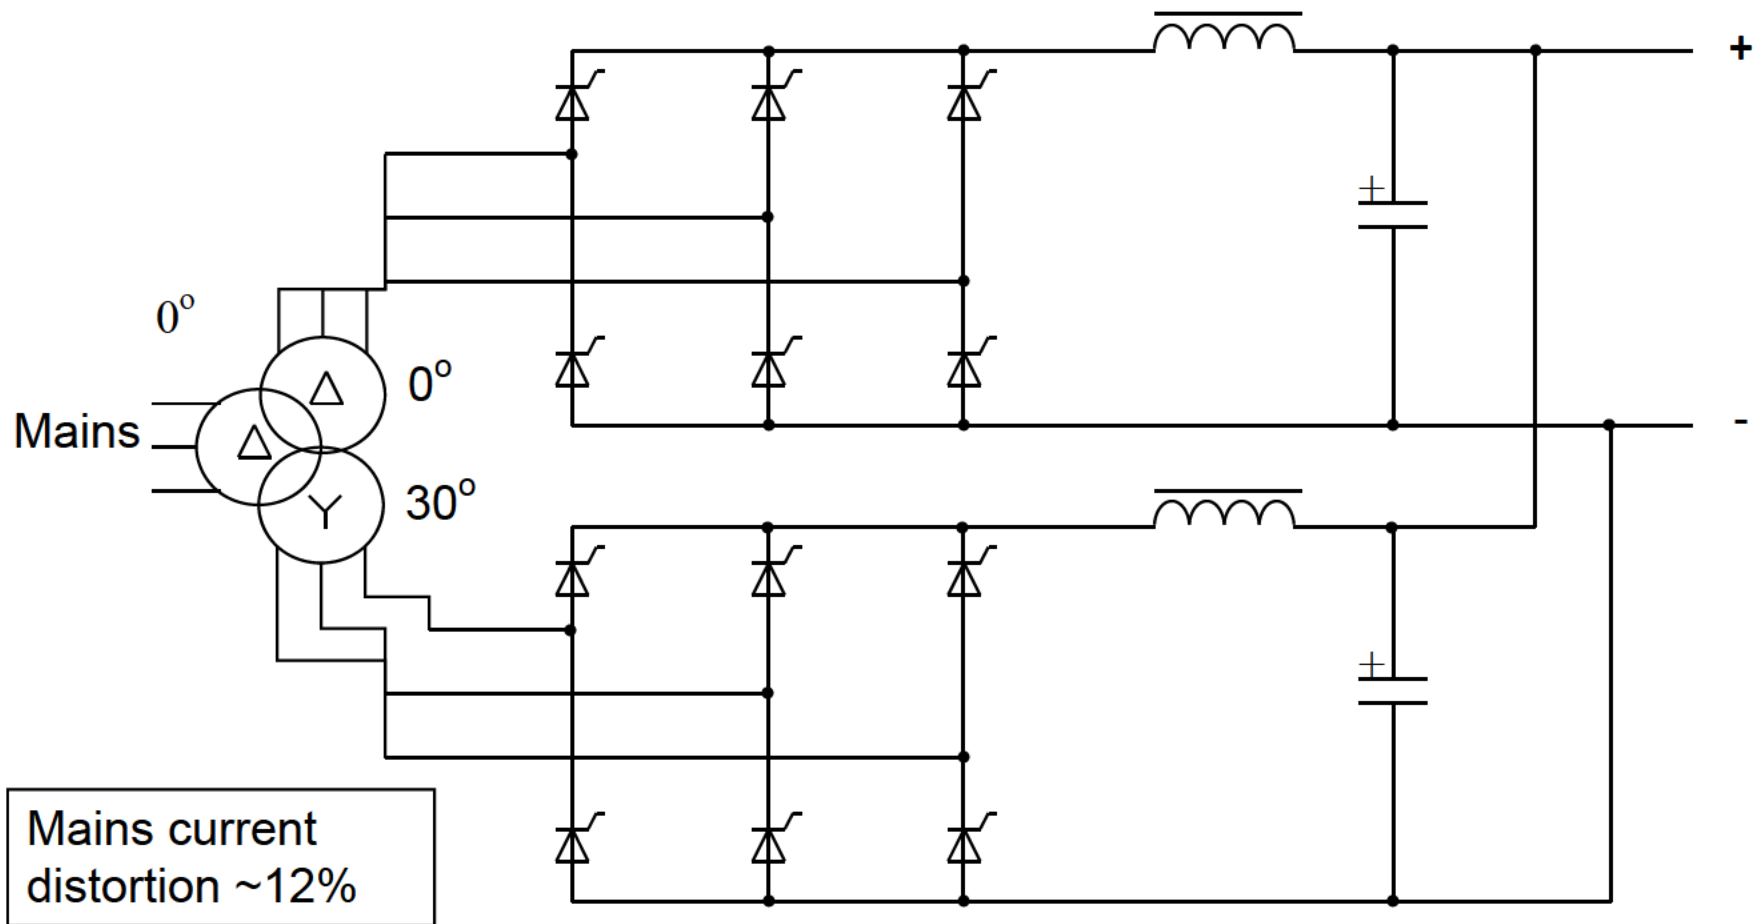 +
+
0°
0°
Mains
-
30°
+
Mains current
distortion ~12%